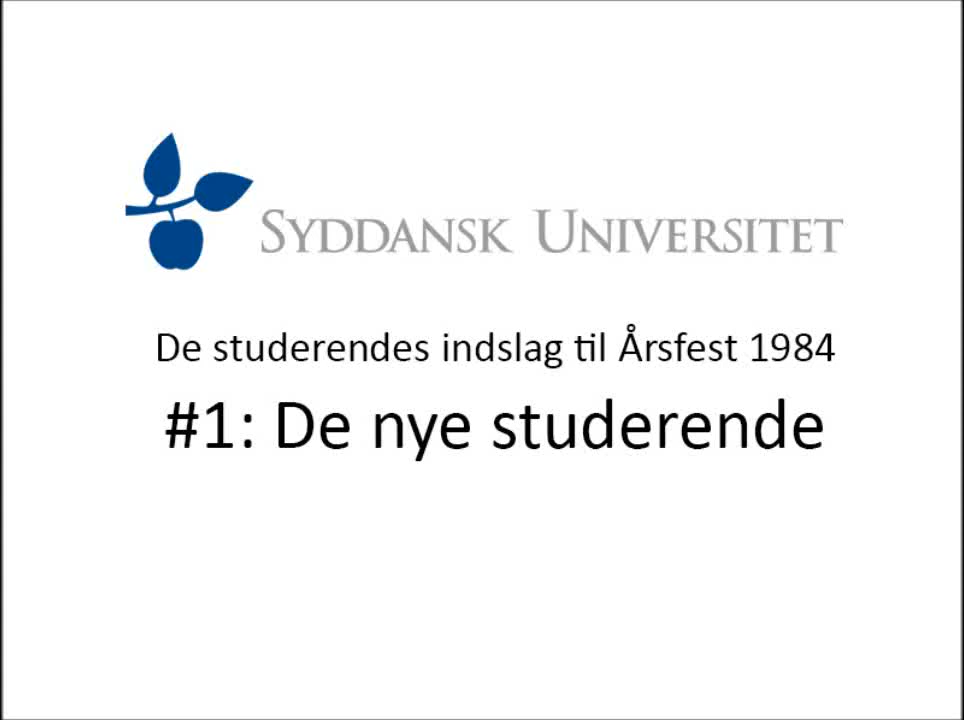 SYDDANSK UNIVERSITET
De studerendes indslag til Årsfest 1984
#1: De nye studerende